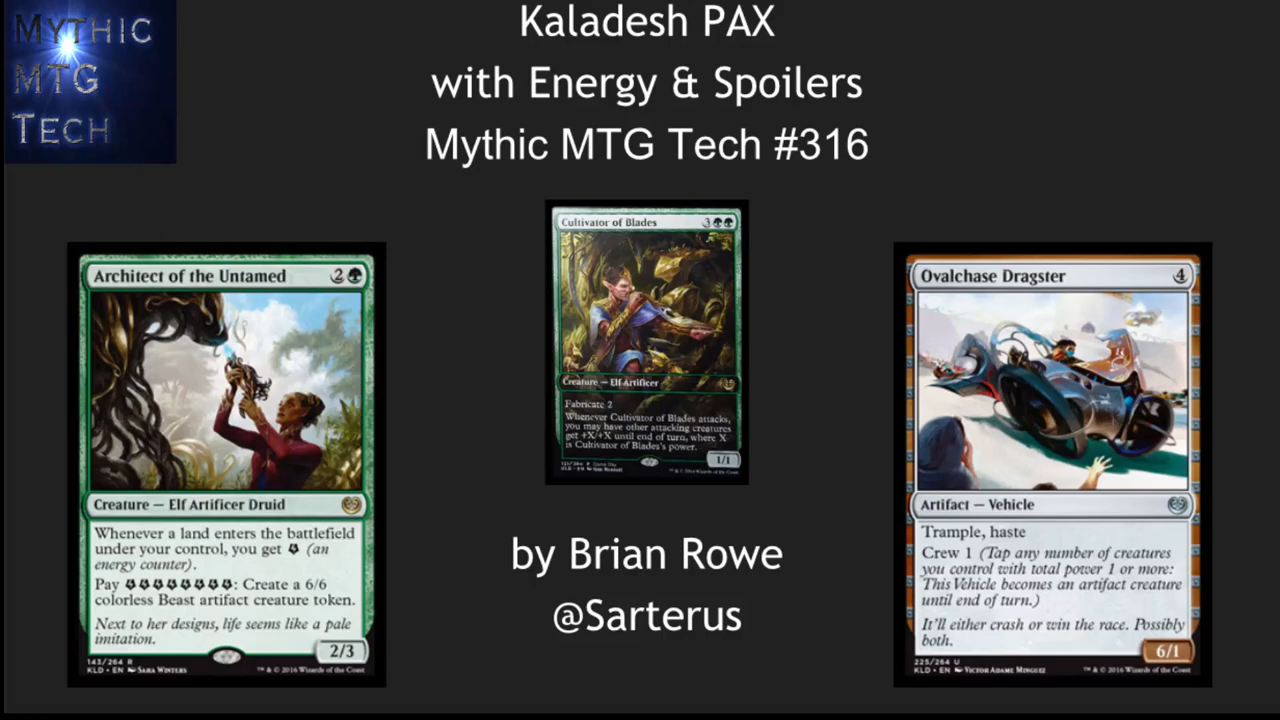 MYTHIC
MTG
TECH
Kaladesh PAX
with Energy & Spoilers
Mythic MTG Tech #316
Architect of the Untamed 2
Creature — Elf Artificer Druid
Whenever a land enters the battlefield
under your control, you get (an
energy counter).
Pay : Create a 6/6
colorless Beast artifact creature token.
Next to her designs, life seems like a pale
imitation.
2/3
143/264 R
KLD • EN Sara Winters
™ & © 2016 Wizards of the Coast
Cultivator of Blades 3
Creature — Elf Artificer
Fabricate 2
Whenever Cultivator of Blades attacks,
you may have other attacking creatures
get +X/+X until end of turn, where X
is Cultivator of Blades's power.
1/1
by Brian Rowe
@Sarterus
Ovalchase Dragster 4
Artifact — Vehicle
Trample, haste
Crew 1 (Tap any number of creatures
you control with total power 1 or more:
This Vehicle becomes an artifact creature
until end of turn.)
It'll either crash or win the race. Possibly
both.
6/1
225/264 U
KLD • EN Victor Adame Minguez
™ & © 2016 Wizards of the Coast